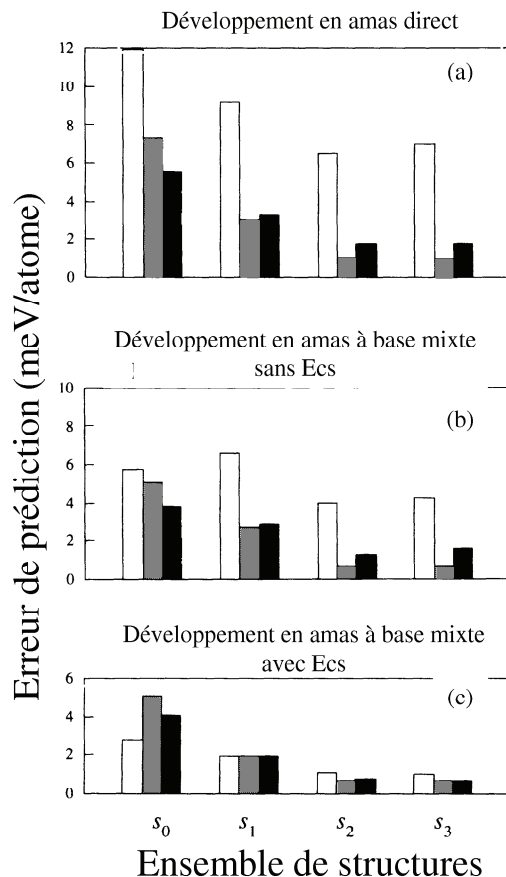 Développement en amas direct
(a)
12
10
8
6
4
2
0
Développement en amas à base mixte
sans Ecs
(b)
10
8
6
4
2
0
Développement en amas à base mixte
avec Ecs
(c)
6
4
2
0
Erreur de prédiction (meV/atome)
s0 s1 s2 s3
Ensemble de structures